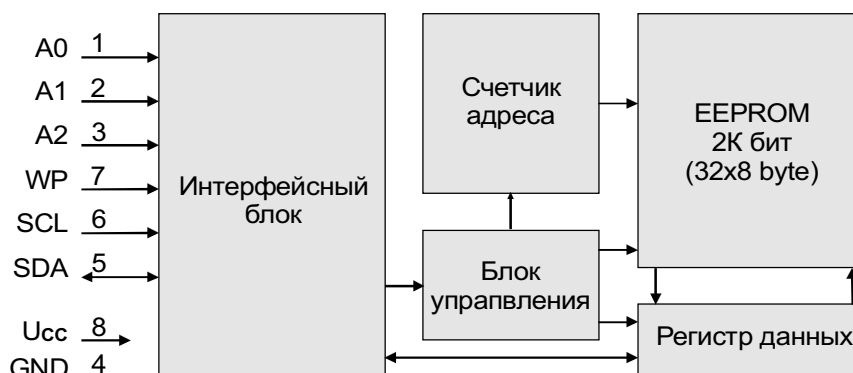 A0 1
A1 2
A2 3
WP 7
SCL 6
SDA 5
Ucc 8
GND 4
Интерфейсный
блок
Счетчик
адреса
Блок
упрапвления
EEPROM
2К бит
(32x8 byte)
Регистр данных